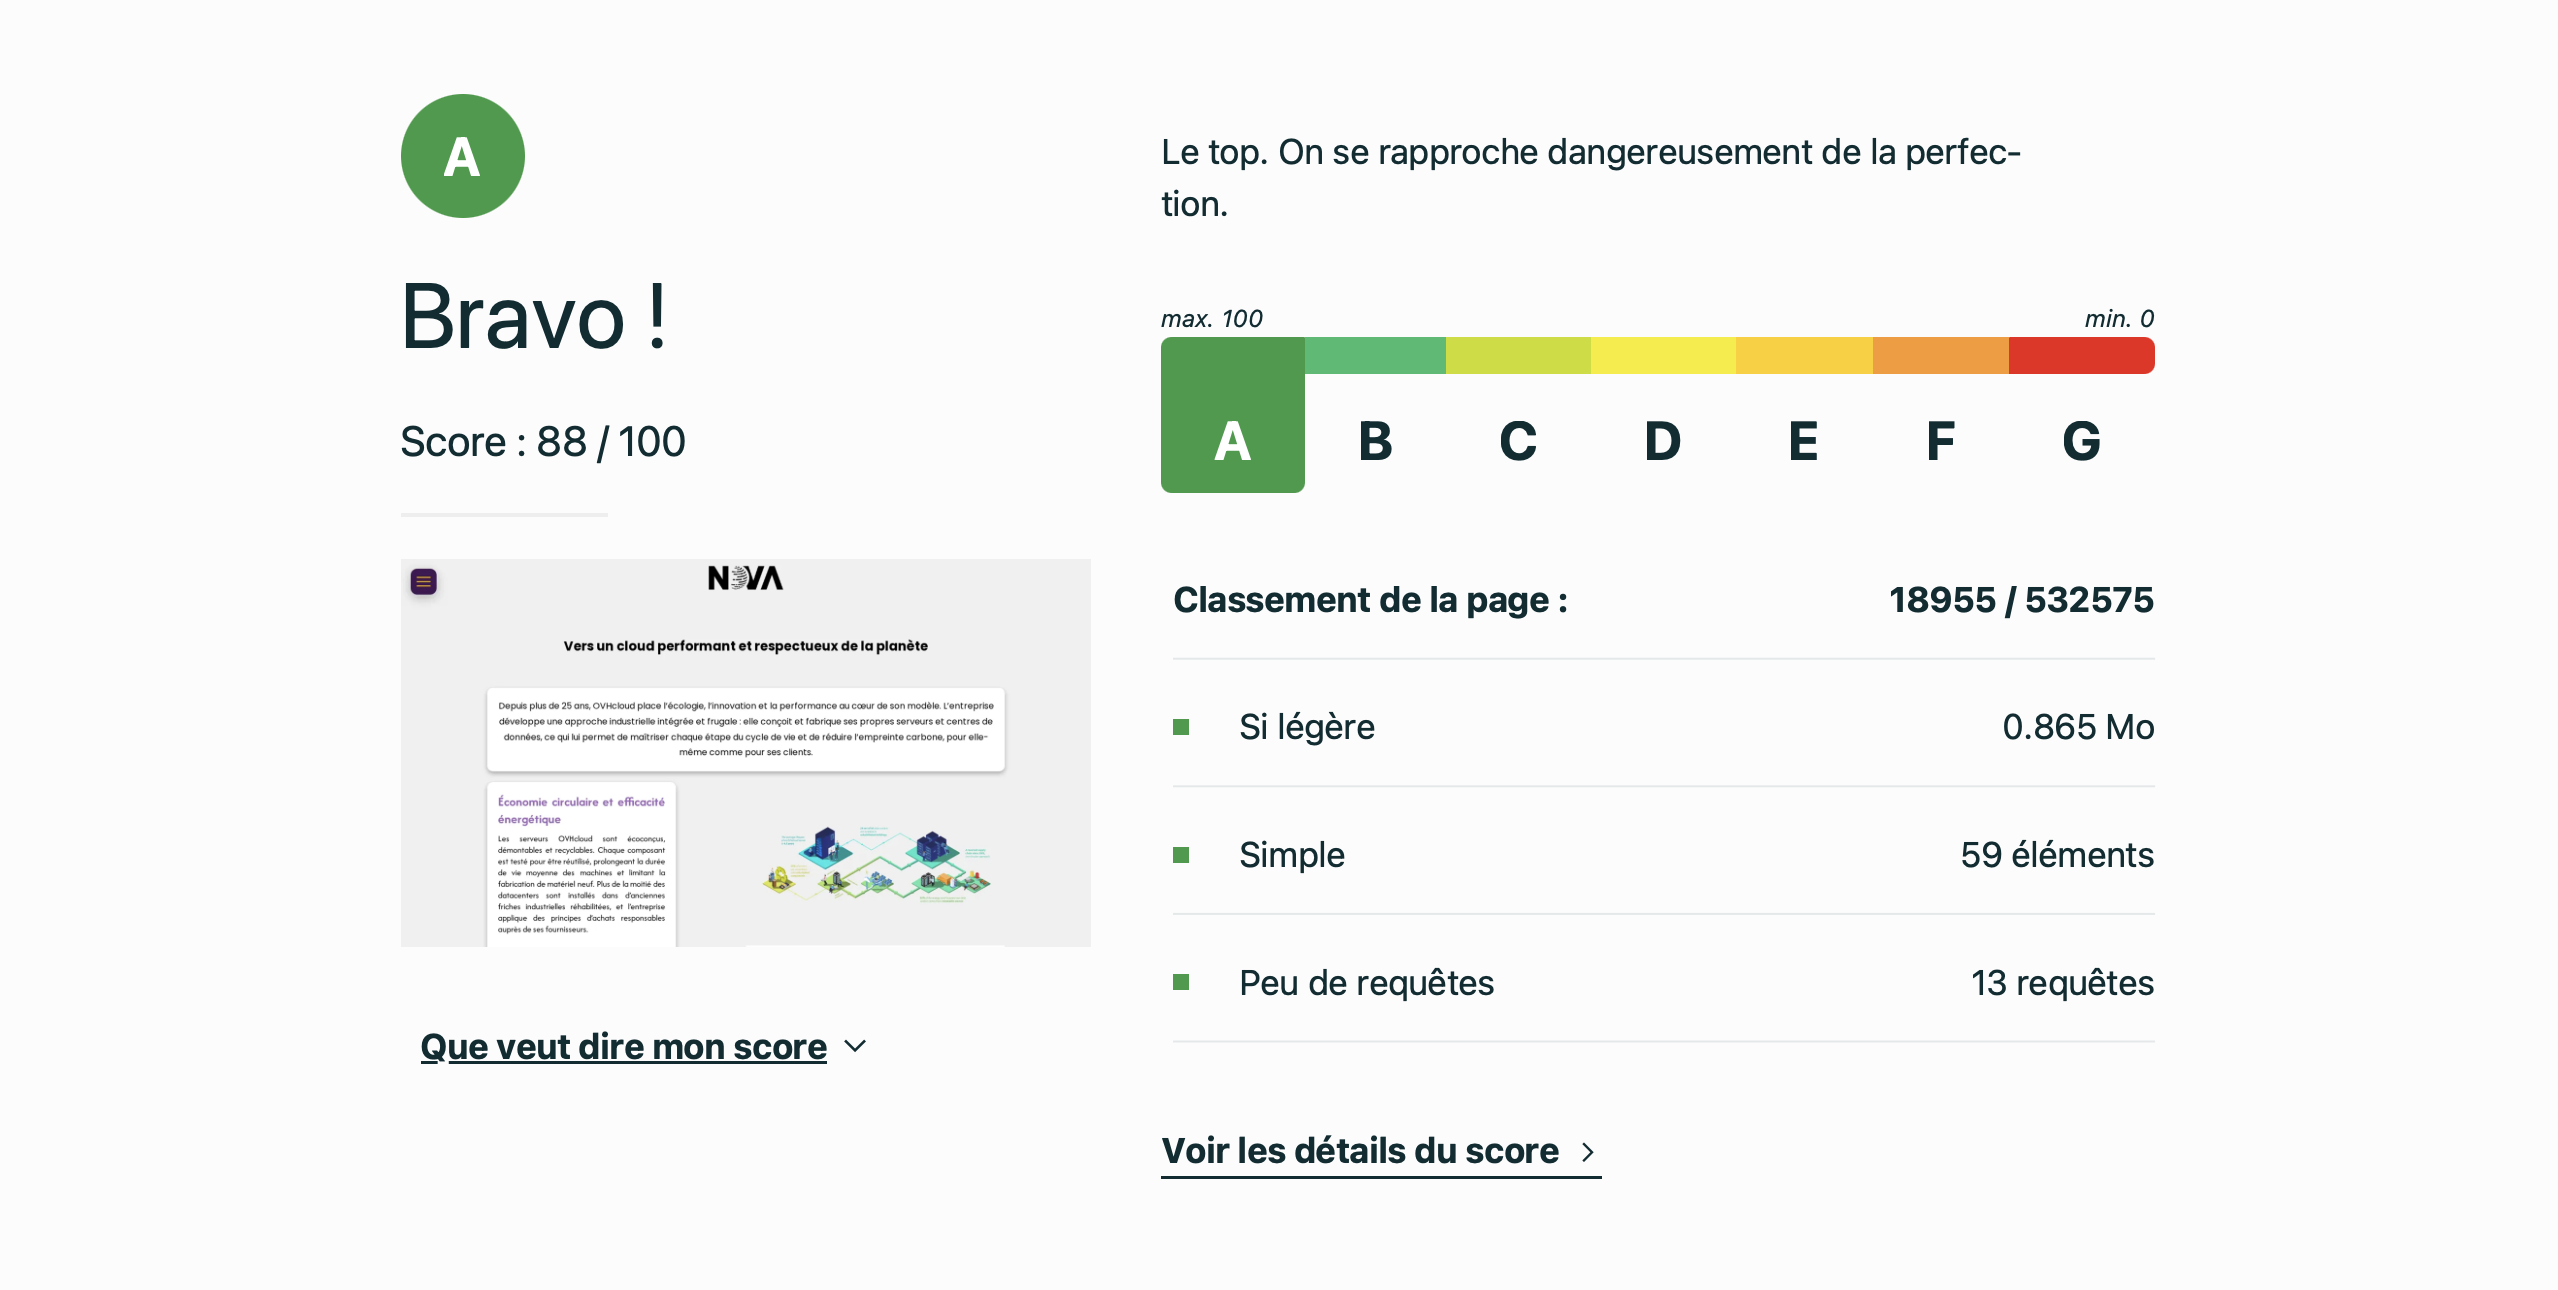 A
Bravo !
Score : 88 / 100
NOVA
Vers un cloud performant et respectueux de la planète
Depuis plus de 25 ans, OVHcloud place l'écologie, l'innovation et la performance au cœur de son modèle. L'entreprise
développe une approche industrielle intégrée et frugale : elle conçoit et fabrique ses propres serveurs et centres de
données, ce qui lui permet de maîtriser chaque étape du cycle de vie et de réduire l'empreinte carbone, pour elle-
même comme pour ses clients.
Économie circulaire et efficacité
énergétique
Les serveurs OVHcloud sont écoconçus,
démontables et recyclables. Chaque composant
est testé pour être réutilisé, prolongeant la durée
de vie moyenne des machines et limitant la
fabrication de matériel neuf. Plus de la moitié des
datacenters sont installés dans d'anciennes
friches industrielles réhabilitées, et l'entreprise
applique des principes d'achats responsables
auprès de ses fournisseurs.
Que veut dire mon score
Le top. On se rapproche dangereusement de la perfec-
tion.
max. 100 min. 0
A B C D E F G
Classement de la page : 18955 / 532575
Si légère 0.865 Mo
Simple 59 éléments
Peu de requêtes 13 requêtes
Voir les détails du score